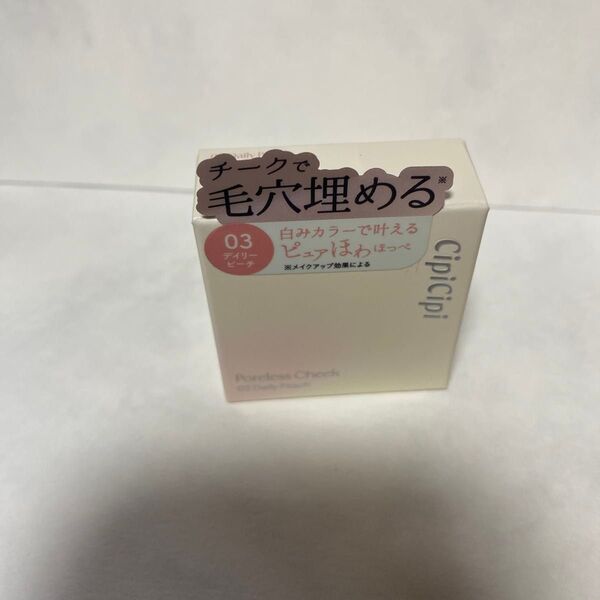 チークで
毛穴埋める※
03
デイリー
ピーチ
白みカラーで叶える
ピュアほわほっぺ
※メイクアップ効果による
CipiCipi
Poreless Cheek
03 Daily Peach